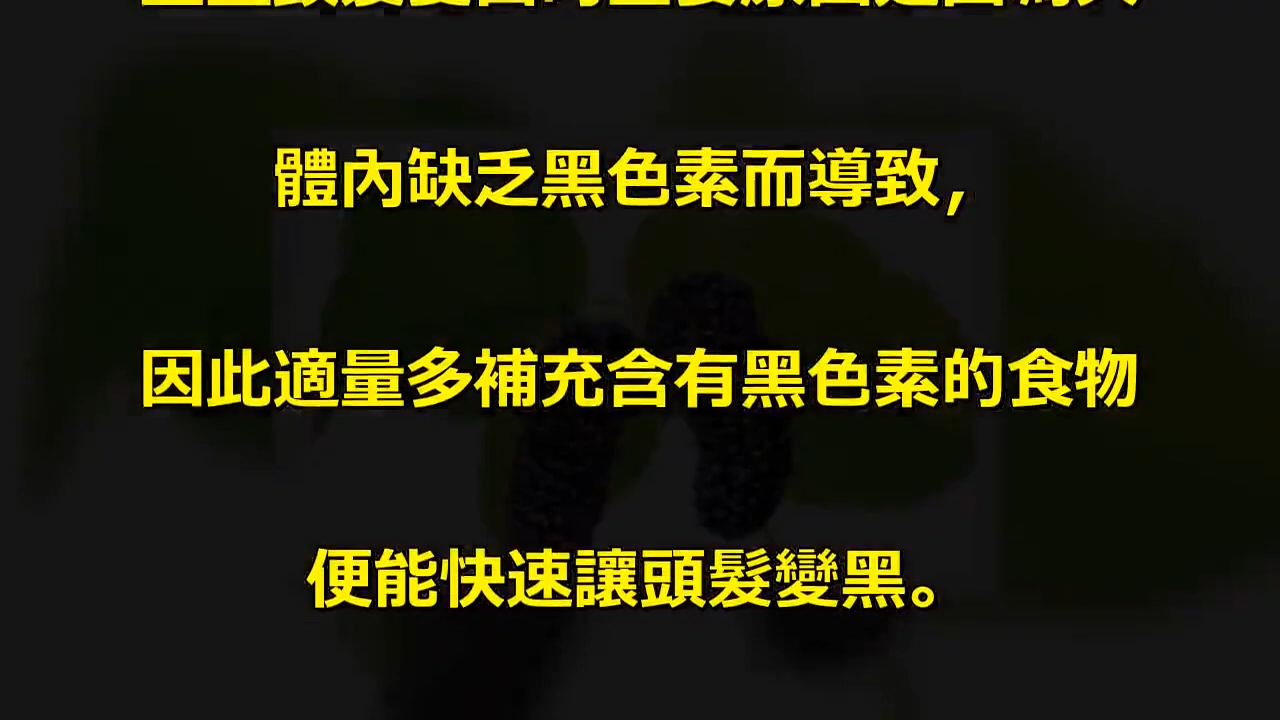 體內缺乏黑色素而導致，
因此適量多補充含有黑色素的食物
便能快速讓頭髮變黑。